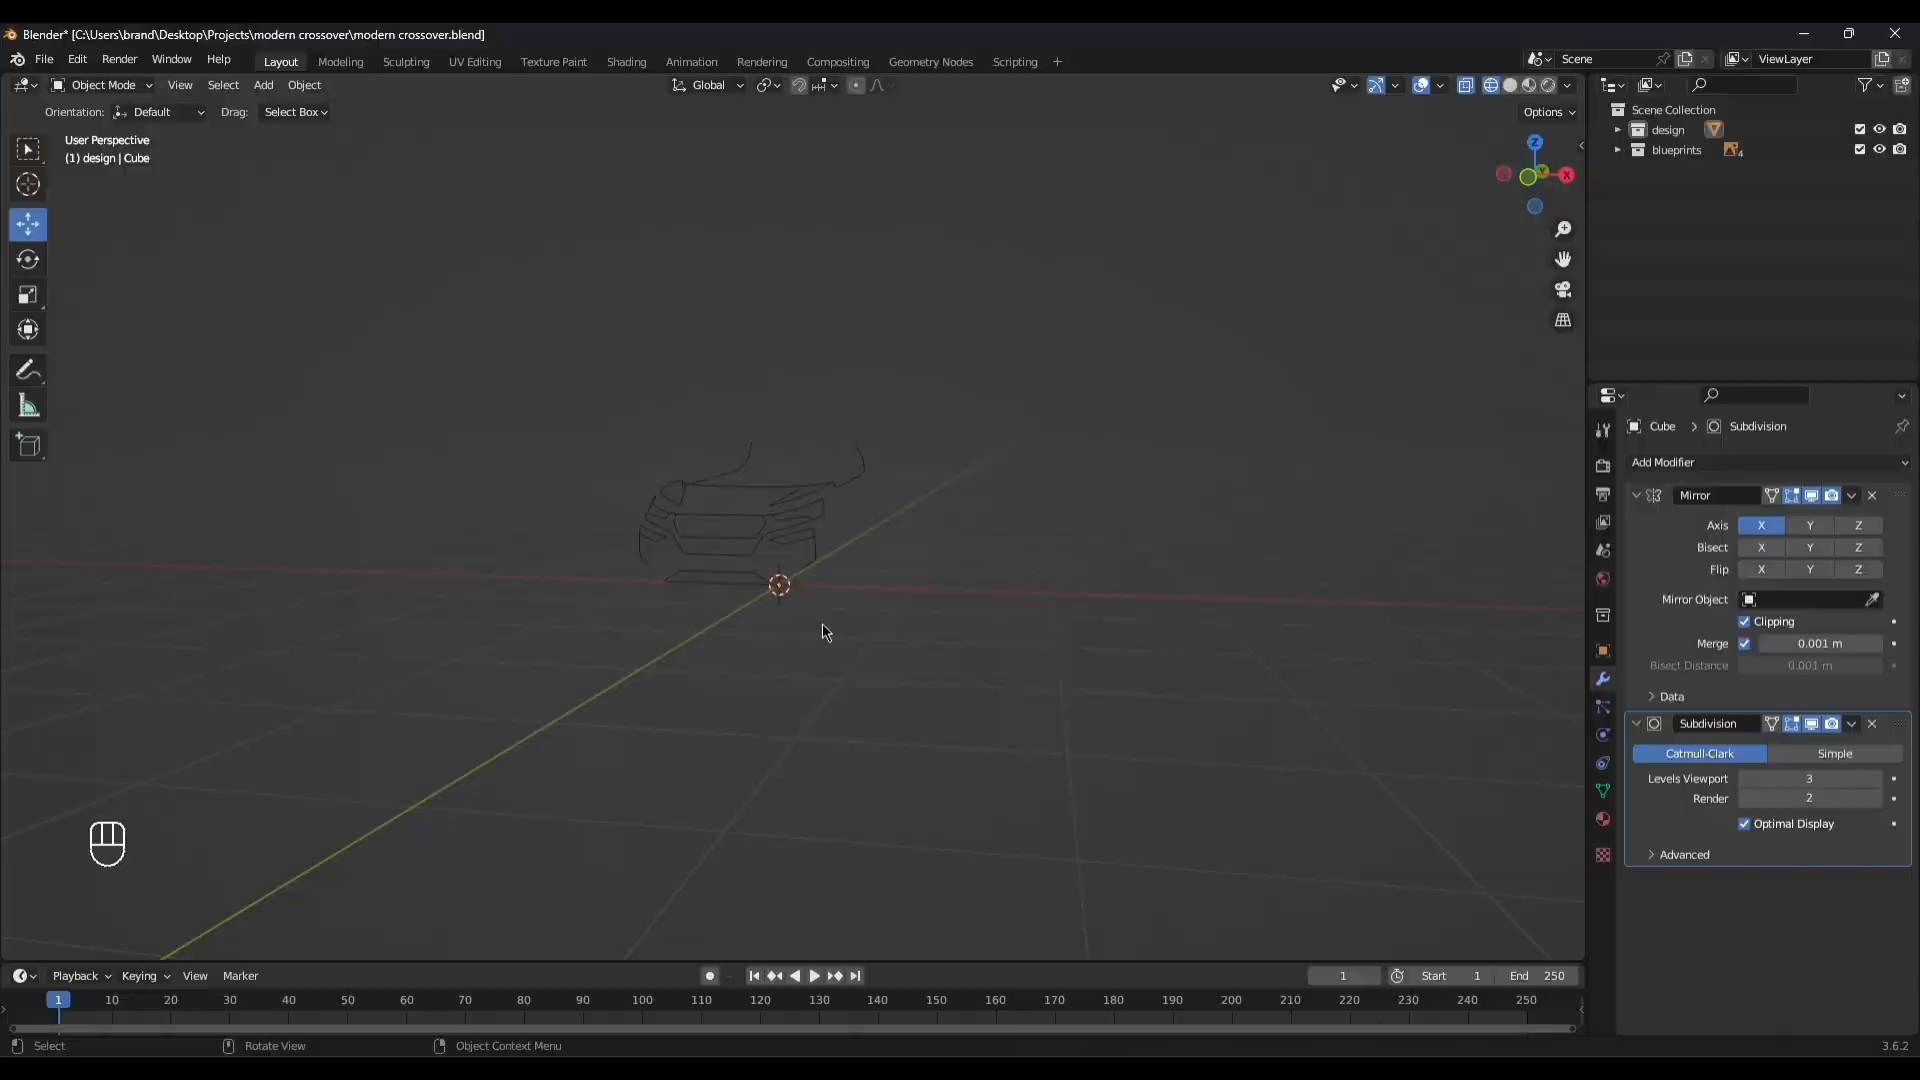 Blender* [C:\Users\brand\Desktop\Projects\modern crossover\modern crossover.blend]
File Edit Render Window Help Layout Modeling Sculpting UV Editing Texture Paint Shading Animation Rendering Compositing Geometry Nodes Scripting + Scene ViewLayer
Object Mode View Select Add Object Global
Orientation: Default Drag: Select Box Options
User Perspective
(1) design | Cube
Z
Y
X
Scene Collection
design
blueprints 4
Cube > Subdivision
Add Modifier
Mirror
Axis X Y Z
Bisect X Y Z
Flip X Y Z
Mirror Object
Clipping
Merge 0.001 m
Bisect Distance 0.001 m
Data
Subdivision
Catmull-Clark Simple
Levels Viewport 3
Render 2
Optimal Display
Advanced
Playback Keying View Marker 1 Start 1 End 250
1 10 20 30 40 50 60 70 80 90 100 110 120 130 140 150 160 170 180 190 200 210 220 230 240 250
Select Rotate View Object Context Menu 3.6.2